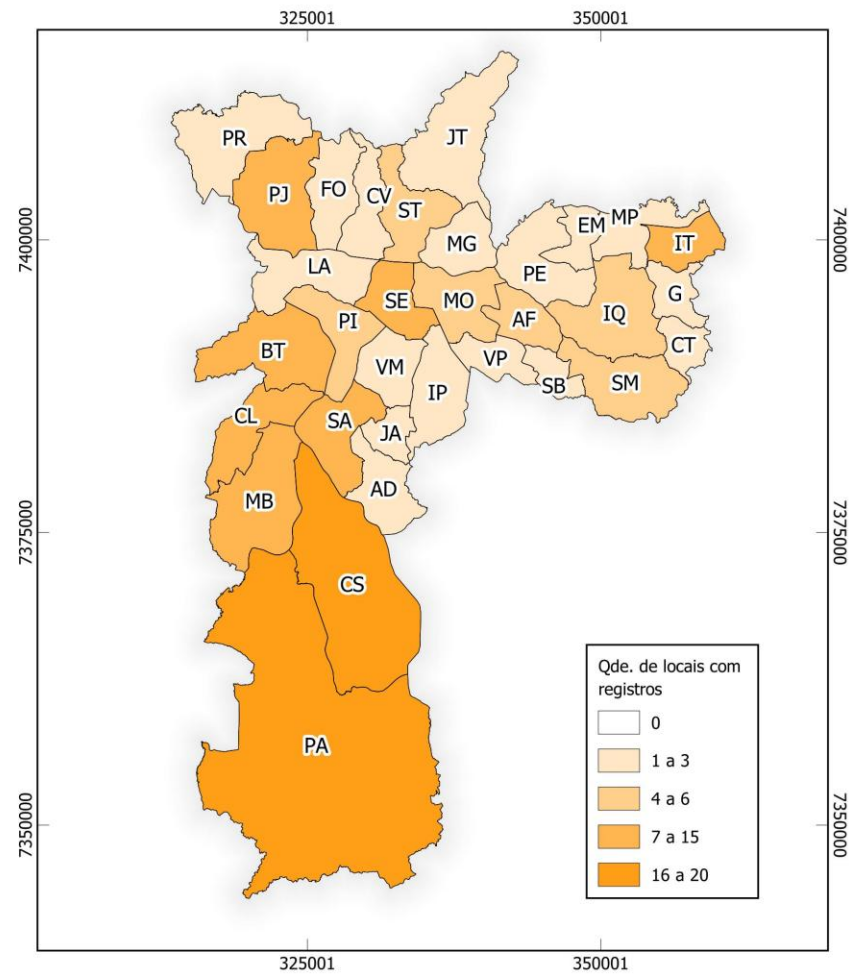 325001
350001
PR
JT
PJ
FO
CV
ST
MP
EM
MG
IT
7400000
7400000
LA
PE
G
SE
MO
IQ
PI
AF
BT
VM
VP
CT
SB
SM
IP
CL
SA
JA
AD
MB
7375000
7375000
CS
Qde. de locais com
registros
0
1 a 3
4 a 6
7 a 15
16 a 20
PA
7350000
7350000
325001
350001